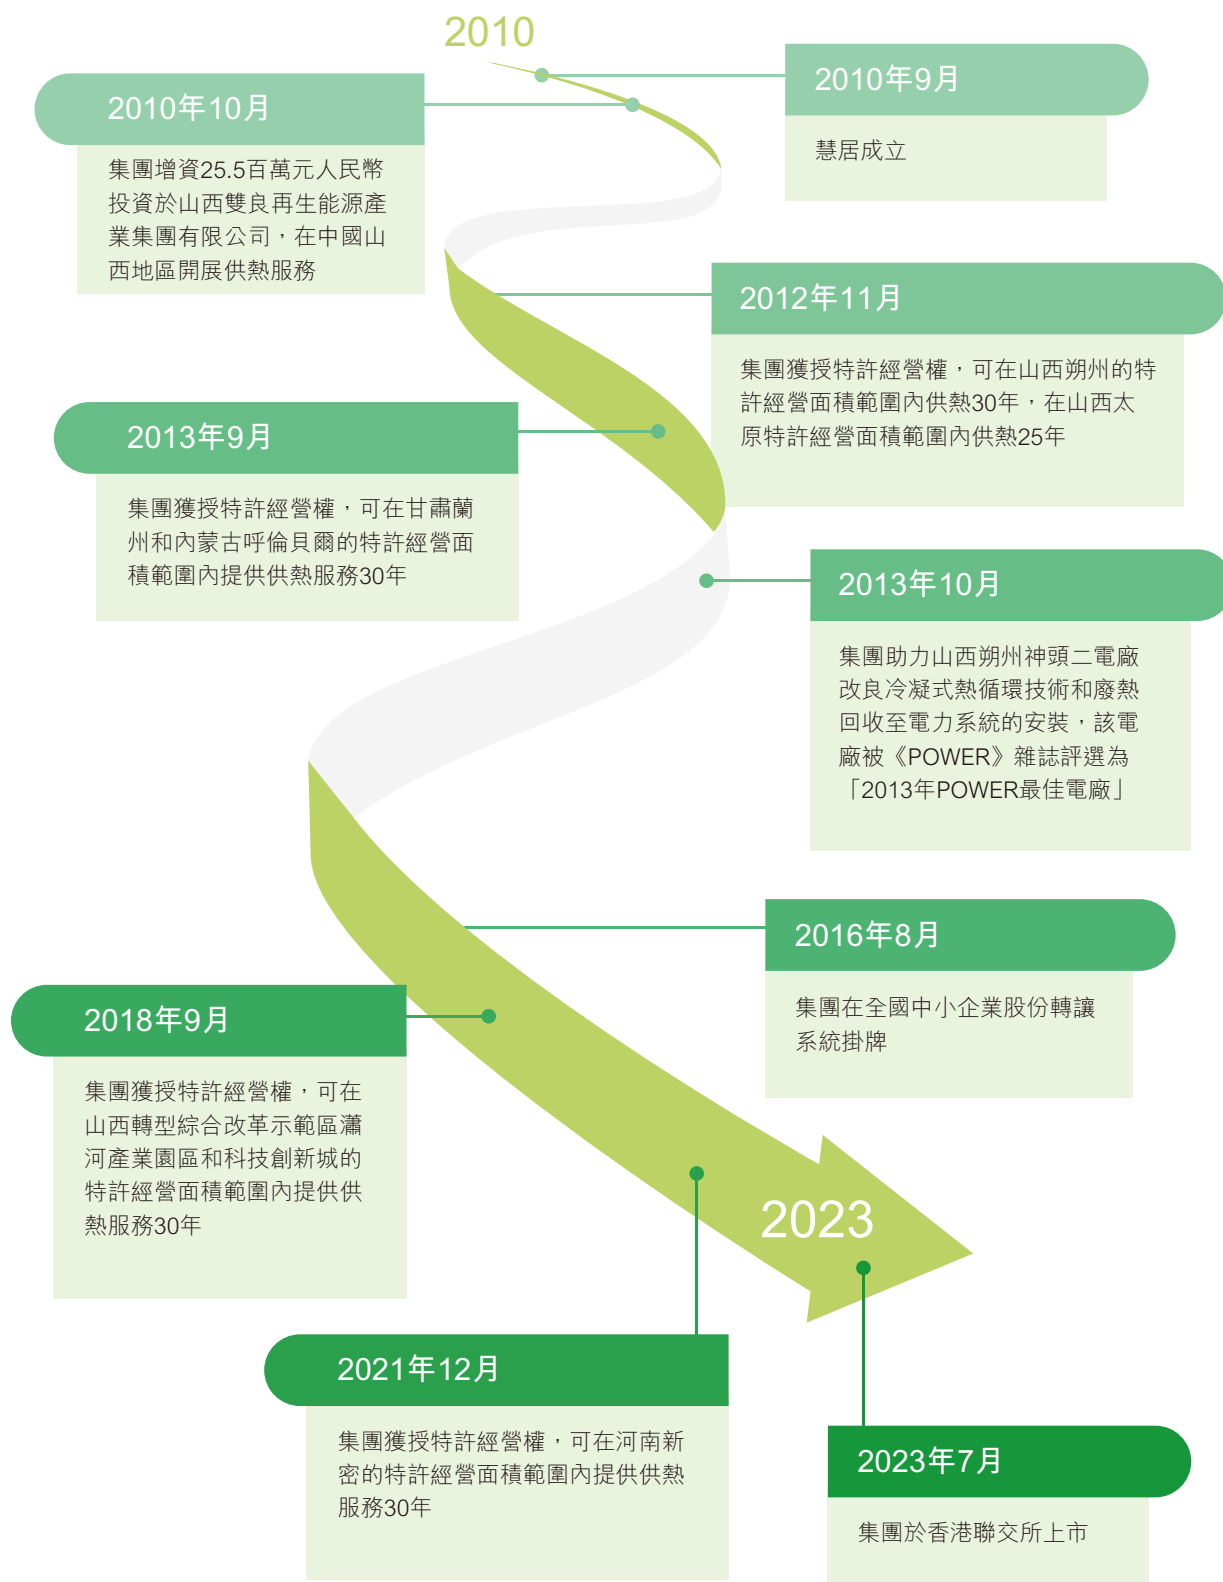 2010
2010年9月
慧居成立
2010年10月
集團增資25.5百萬元人民幣
投資於山西雙良再生能源產
業集團有限公司，在中國山
西地區開展供熱服務
2012年11月
集團獲授特許經營權，可在山西朔州的特
許經營面積範圍內供熱30年，在山西太
原特許經營面積範圍內供熱25年
2013年9月
集團獲授特許經營權，可在甘肅蘭
州和內蒙古呼倫貝爾的特許經營面
積範圍內提供供熱服務30年
2013年10月
集團助力山西朔州神頭二電廠
改良冷凝式熱循環技術和廢熱
回收至電力系統的安裝，該電
廠被《POWER》雜誌評選為
「2013年POWER最佳電廠」
2016年8月
集團在全國中小企業股份轉讓
系統掛牌
2018年9月
集團獲授特許經營權，可在
山西轉型綜合改革示範區瀟
河產業園區和科技創新城的
特許經營面積範圍內提供供
熱服務30年
2023
2021年12月
集團獲授特許經營權，可在河南新
密的特許經營面積範圍內提供供熱
服務30年
2023年7月
集團於香港聯交所上市